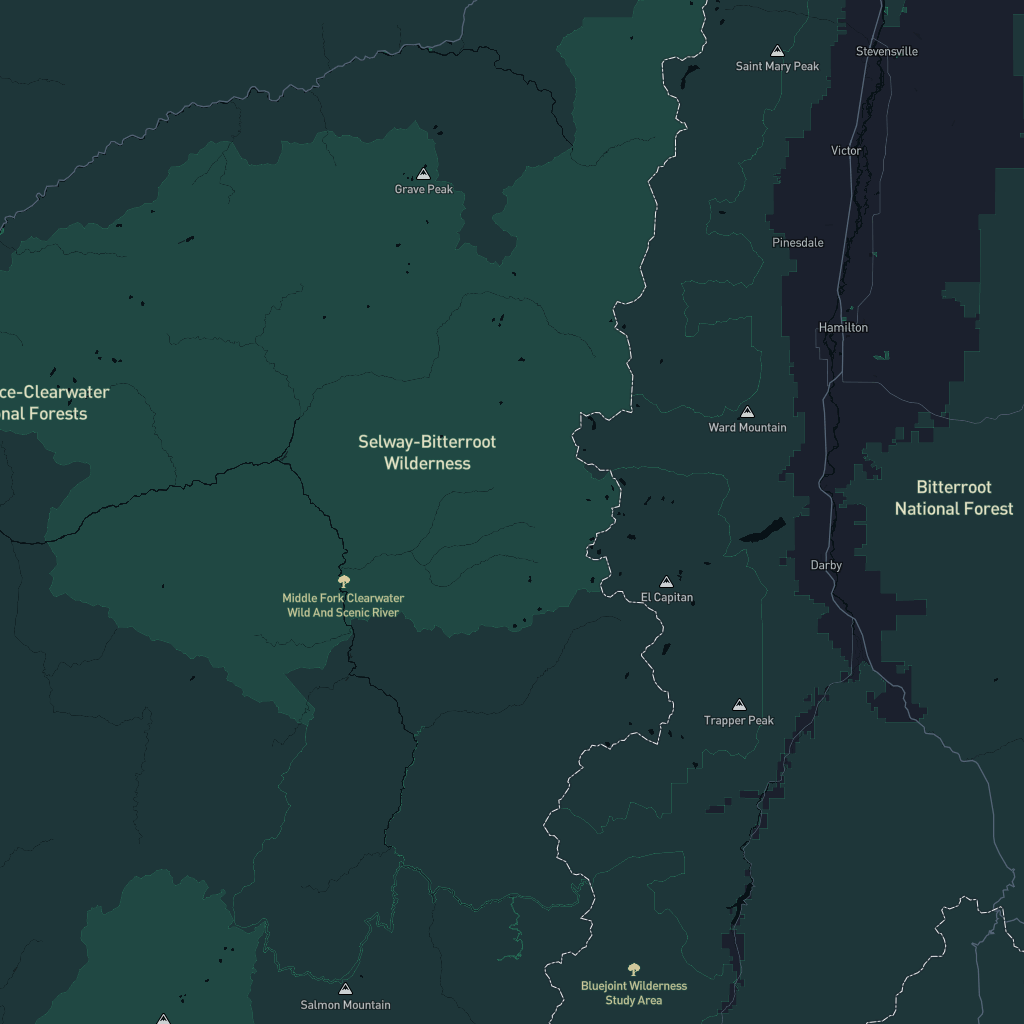 Stevensville
Saint Mary Peak
Victor
Grave Peak
Pinesdale
Hamilton
ce-Clearwater
nal Forests
Ward Mountain
Selway-Bitterroot
Wilderness
Bitterroot
National Forest
Darby
El Capitan
Middle Fork Clearwater
Wild And Scenic River
Trapper Peak
Bluejoint Wilderness
Study Area
Salmon Mountain